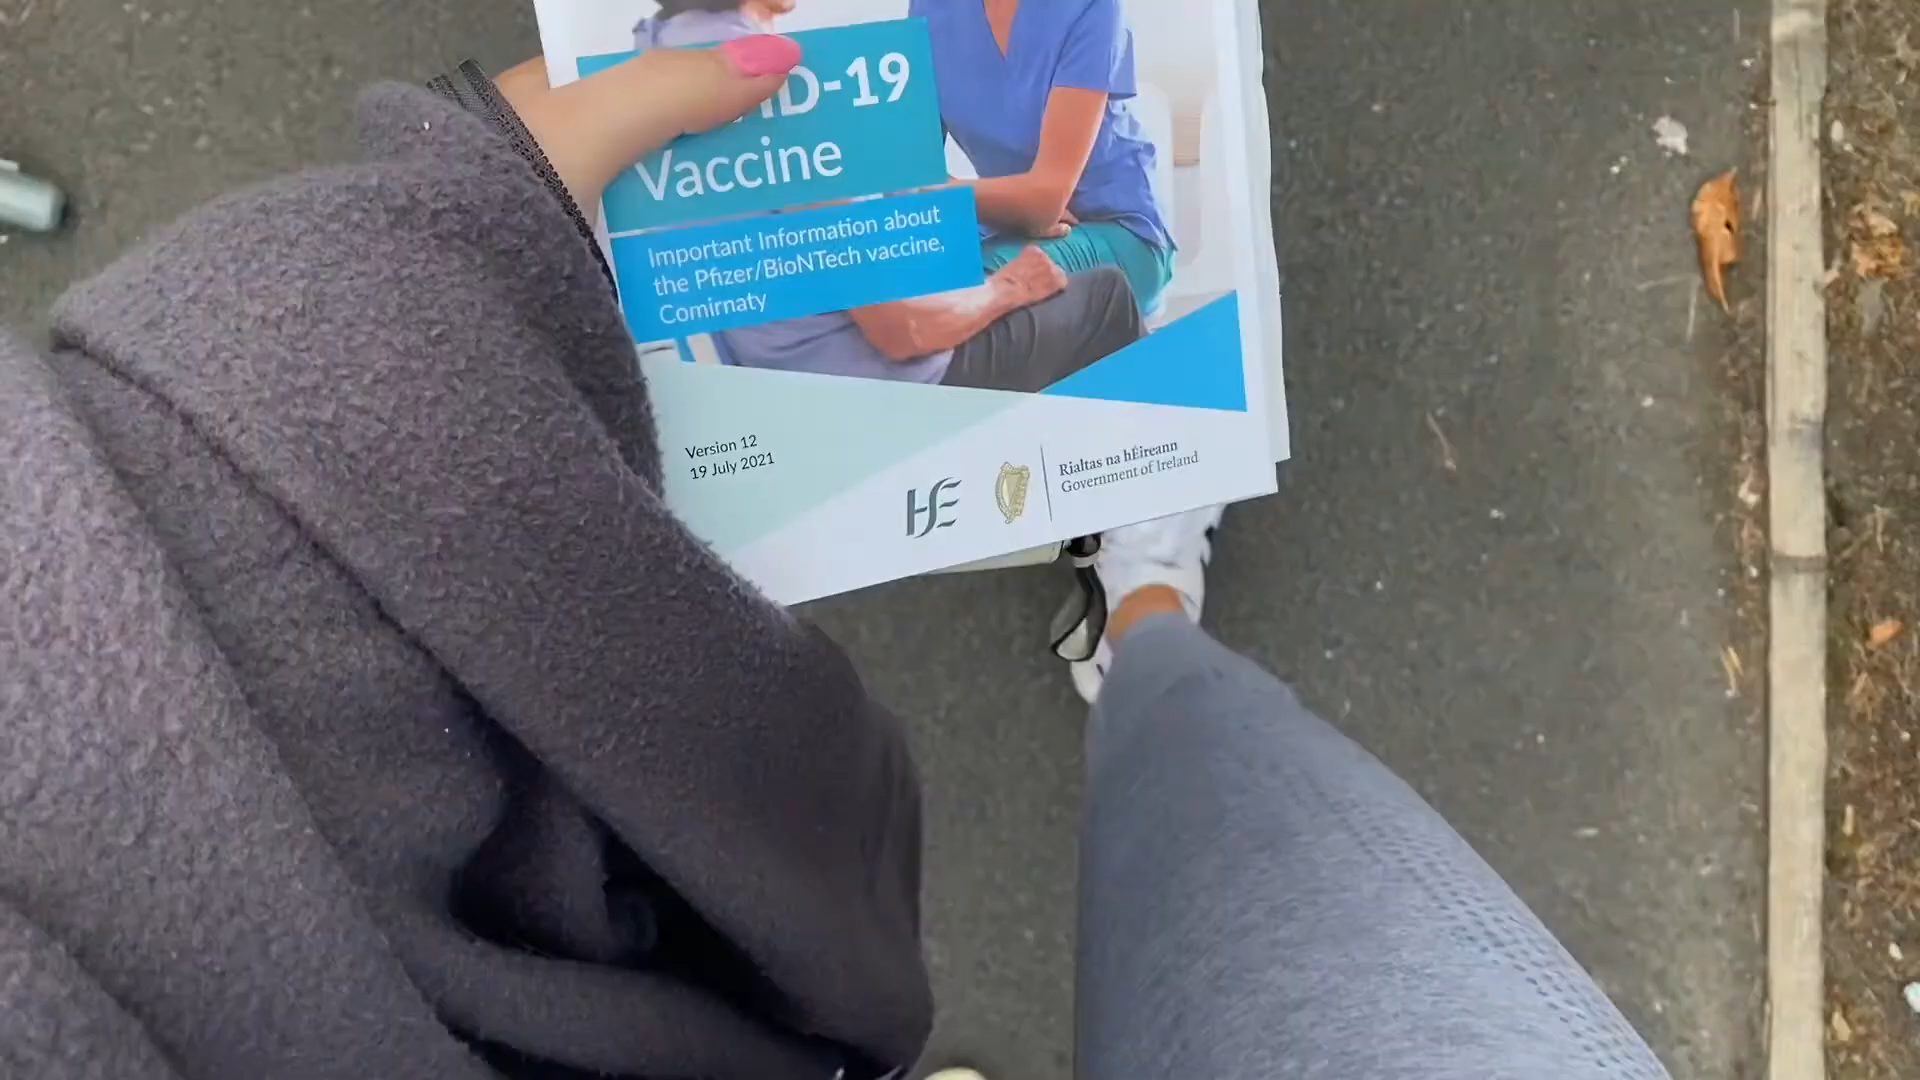 ID-19
Vaccine
Important Information about
the Pfizer/BioNTech vaccine,
Comirnaty
Version 12
19 July 2021
HSE
Rialtas na hÉireann
Government of Ireland